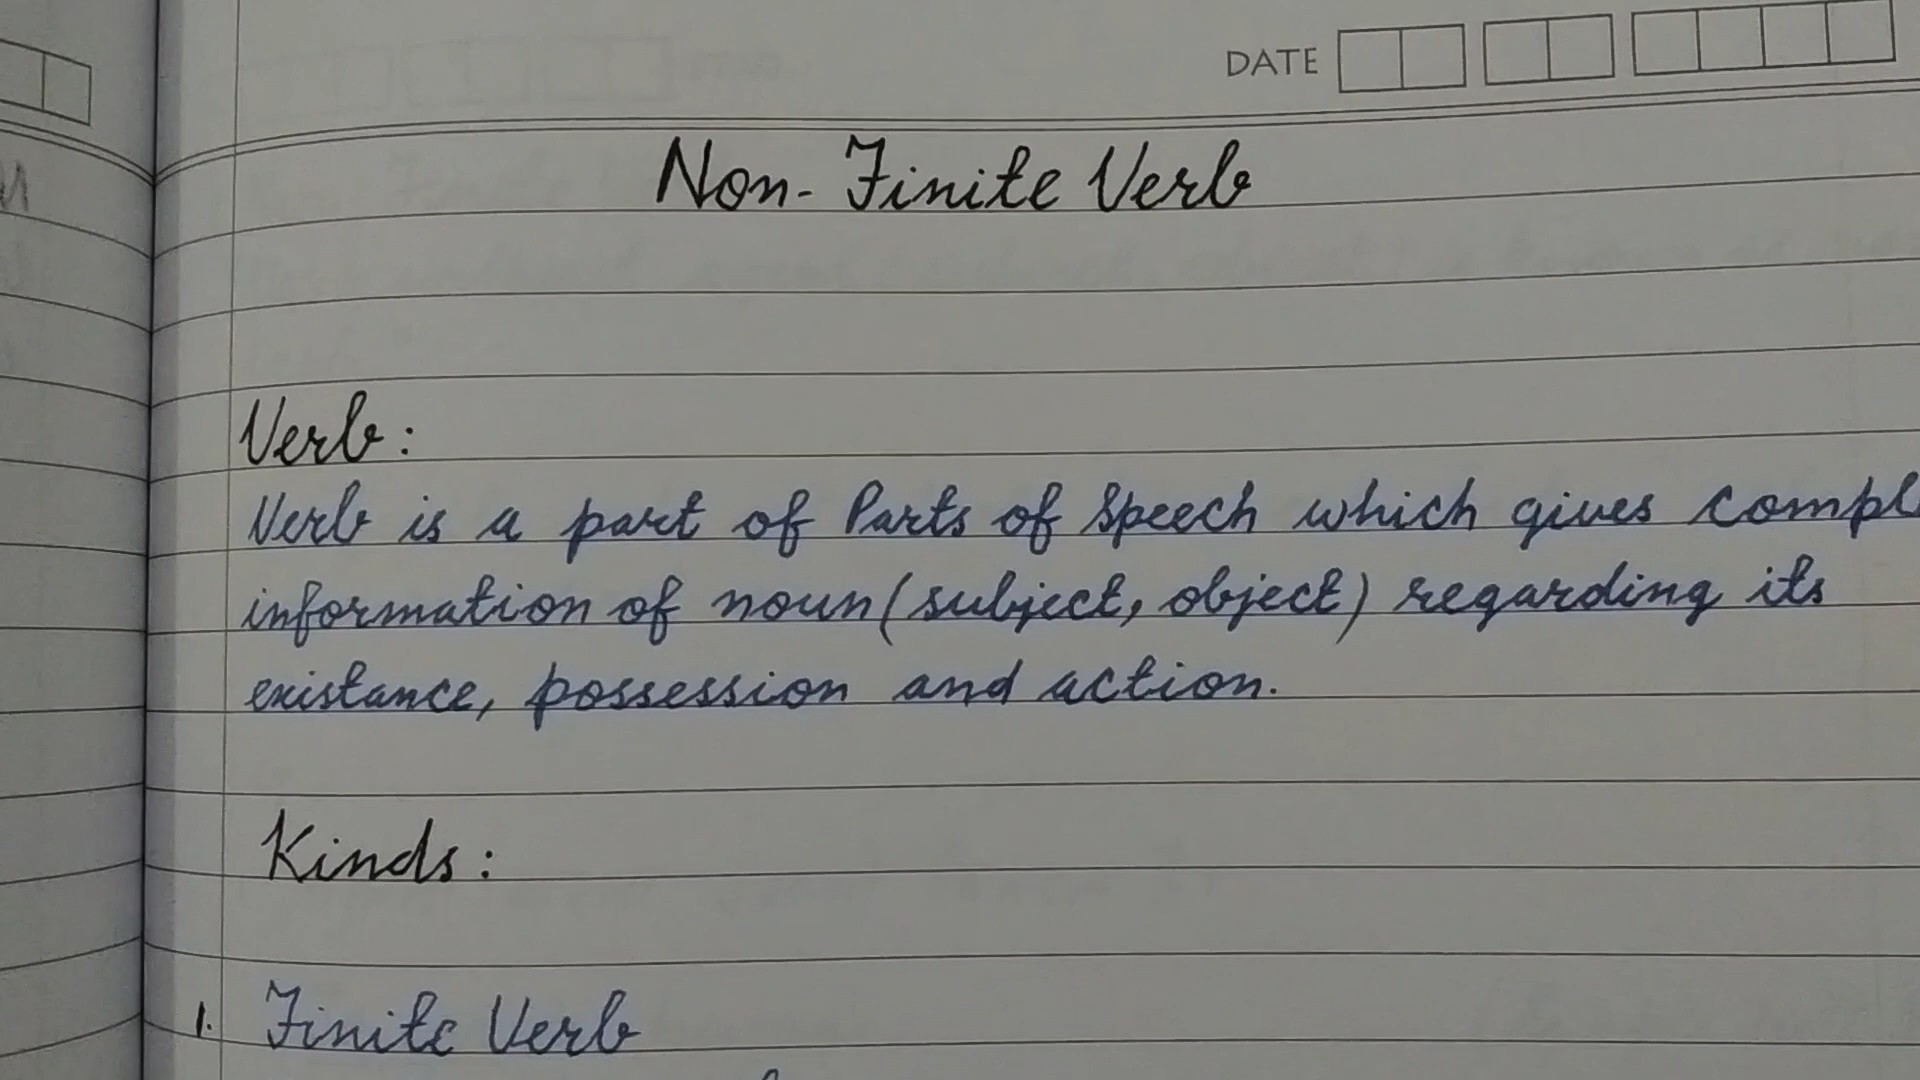 DATE
Non-Finite Verb
Verb:
Verb is a part of Parts of Speech which gives compl
information of noun (subject, object) regarding its
existance, possession and action.
Kinds:
1. Finite Verb